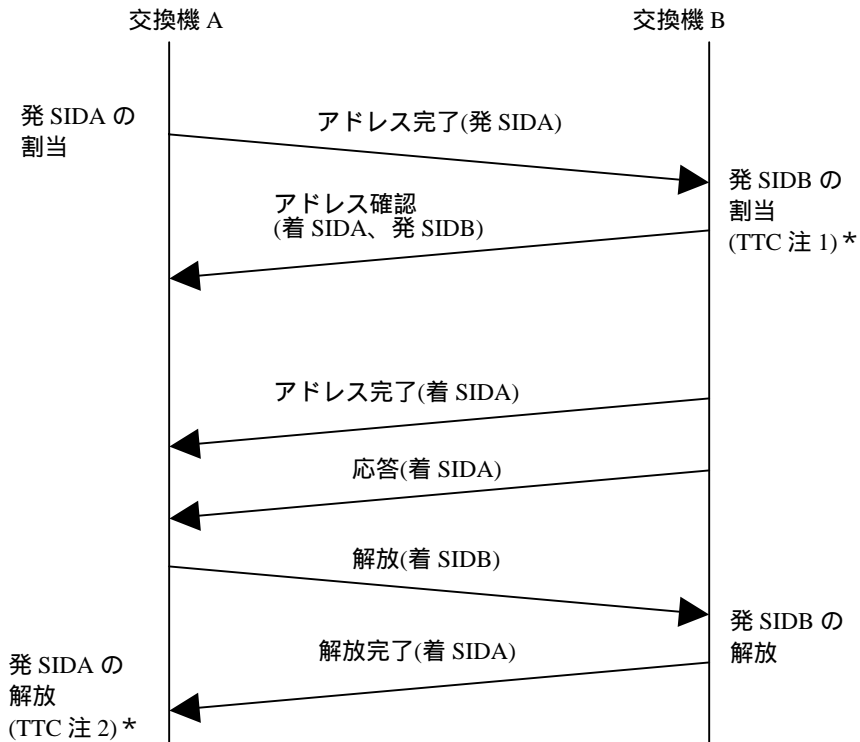 交換機 A
交換機 B
発 SIDA の
割当
アドレス完了(発 SIDA)
発 SIDB の
割当
(TTC 注 1)*
アドレス確認
(着 SIDA、発 SIDB)
アドレス完了(着 SIDA)
応答(着 SIDA)
解放(着 SIDB)
発 SIDB の
解放
解放完了(着 SIDA)
発 SIDA の
解放
(TTC 注 2)*